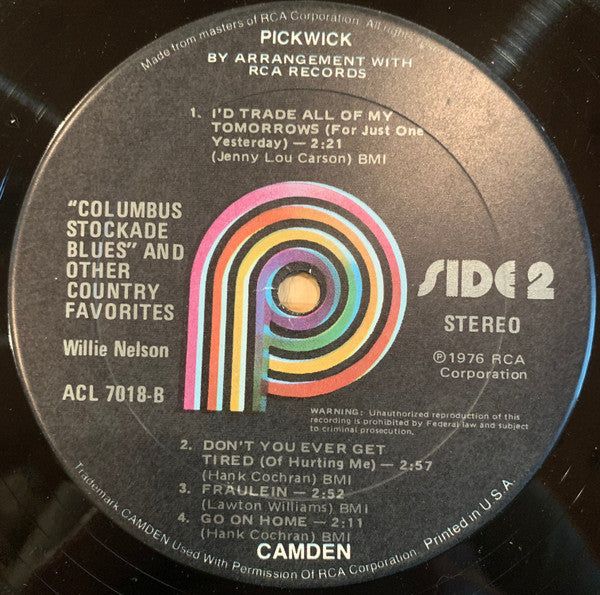 Made from masters of RCA Corporation. All rights
PICKWICK
BY ARRANGEMENT WITH
RCA RECORDS
1. I'D TRADE ALL OF MY
TOMORROWS (For Just One
Yesterday) — 2:21
(Jenny Lou Carson) BMI
"COLUMBUS
STOCKADE
BLUES" AND
OTHER
COUNTRY
FAVORITES
Willie Nelson
ACL 7018-B
SIDE 2
STEREO
Ⓟ1976 RCA
Corporation
WARNING: Unauthorized reproduction of this
recording is prohibited by Federal law and subject
to criminal prosecution.
2. DON'T YOU EVER GET
TIRED (Of Hurting Me) — 2:57
(Hank Cochran) BMI
3. FRAULEIN — 2:52
(Lawton Williams) BMI
4. GO ON HOME — 2:11
(Hank Cochran) BMI
CAMDEN
Trademark CAMDEN Used With Permission Of RCA Corporation. Printed in U.S.A.